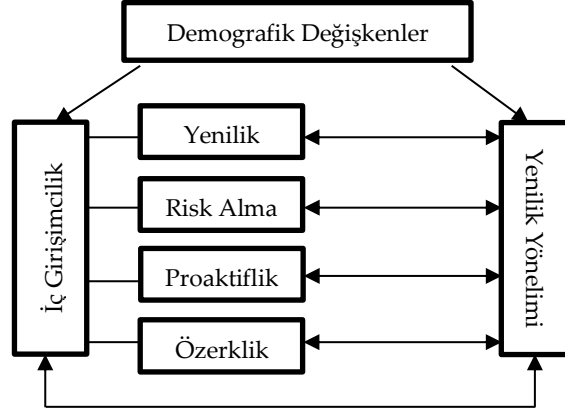 Demografik Değişkenler
İç Girişimcilik
Yenilik
Risk Alma
Proaktiflik
Özerklik
Yenilik Yönelimi